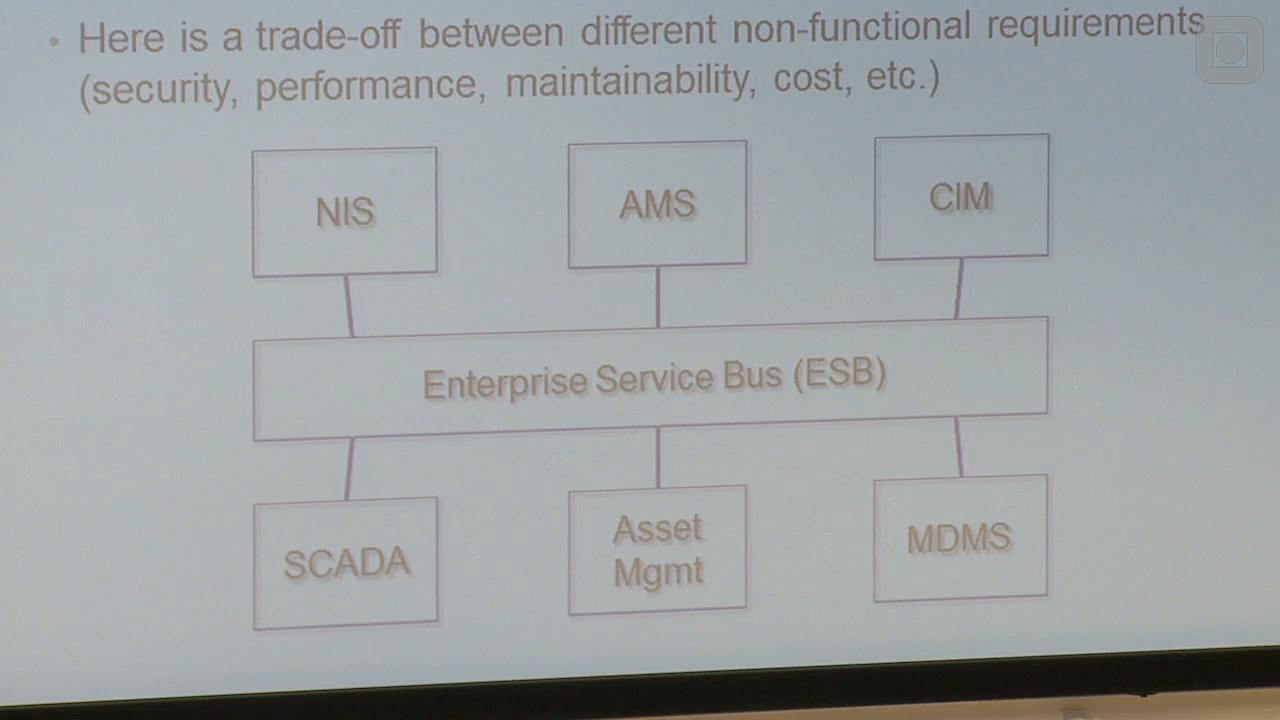 • Here is a trade-off between different non-functional requirements
(security, performance, maintainability, cost, etc.)
NIS
AMS
CIM
Enterprise Service Bus (ESB)
SCADA
Asset
Mgmt
MDMS